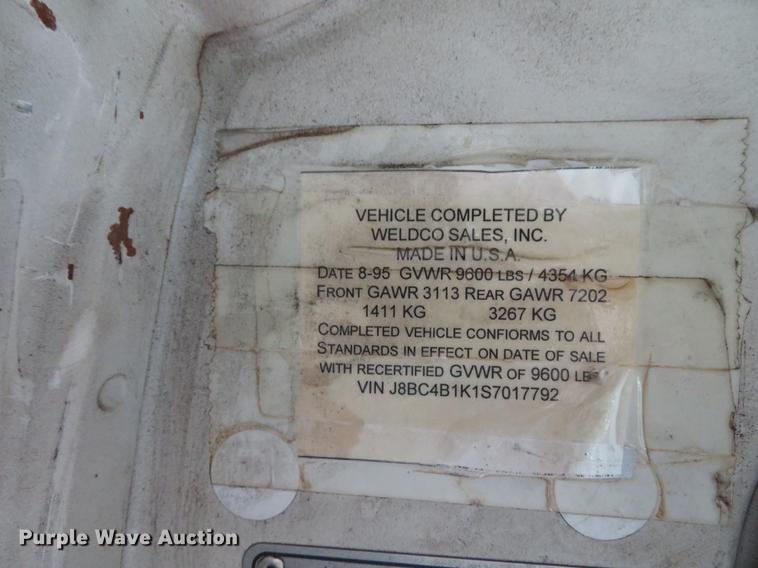 VEHICLE COMPLETED BY
WELDCO SALES, INC.
MADE IN U.S.A.
DATE 8-95 GVWR 9600 LBS / 4354 KG
FRONT GAWR 3113 REAR GAWR 7202
1411 KG 3267 KG
COMPLETED VEHICLE CONFIORMS TO ALL
STANDARDS IN EFFECT ON DATE OF SALE
WITH RECERTIFIED GVWR OF 9600 LBS
VIN J8BC4B1K1S7017792
Purple Wave Auction